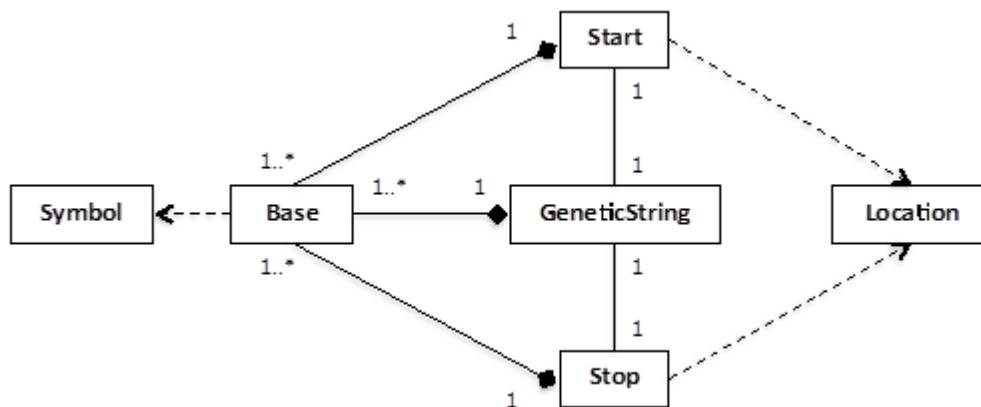 1
Start
1
1..*
1..*
1
1
Symbol
Base
GeneticString
Location
1..*
1
1
1
Stop